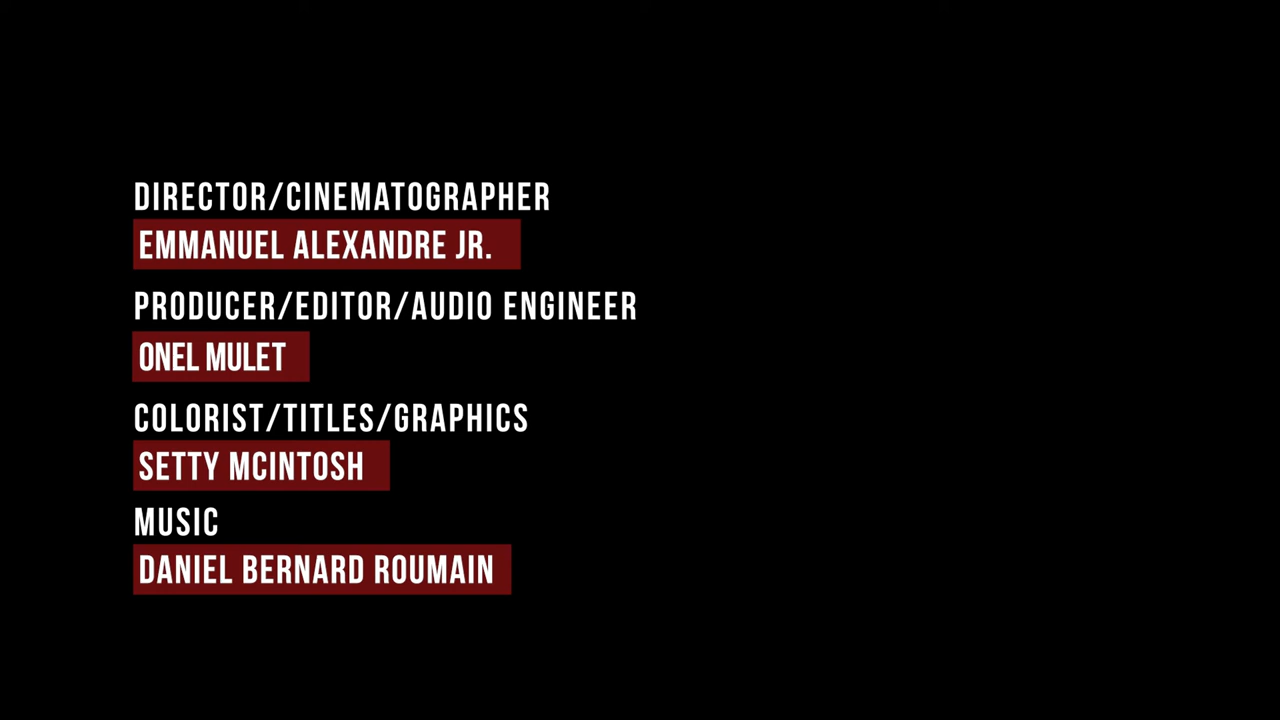 DIRECTOR/CINEMATOGRAPHER
EMMANUEL ALEXANDRE JR.
PRODUCER/EDITOR/AUDIO ENGINEER
ONEL MULET
COLORIST/TITLES/GRAPHICS
SETTY MCINTOSH
MUSIC
DANIEL BERNARD ROUMAIN